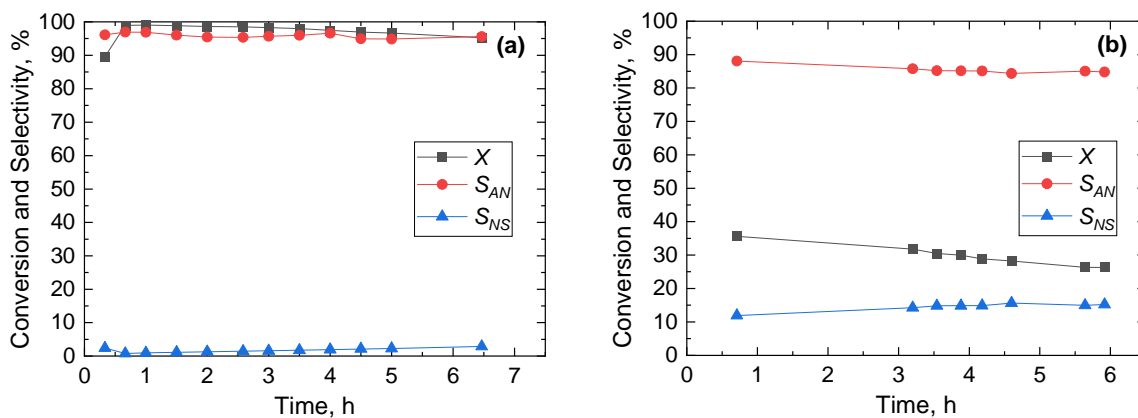 Conversion and Selectivity, %
100
90
80
70
60
50
40
30
20
10
0
(a)
X
S_AN
S_NS
0 1 2 3 4 5 6 7
Time, h
Conversion and Selectivity, %
100
90
80
70
60
50
40
30
20
10
0
(b)
X
S_AN
S_NS
0 1 2 3 4 5 6
Time, h